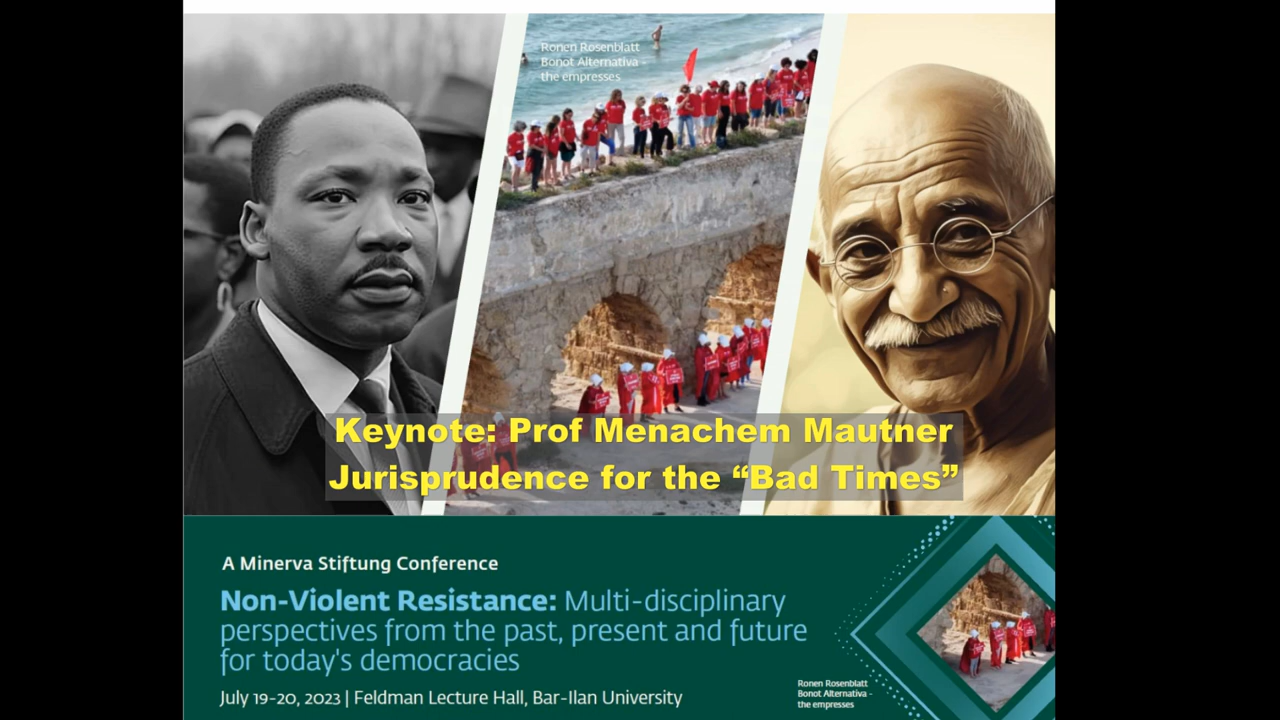 Ronen Rosenblatt
Bonot Alternativa -
the empresses
Keynote: Prof Menachem Mautner
Jurisprudence for the “Bad Times”
A Minerva Stiftung Conference
Non-Violent Resistance: Multi-disciplinary
perspectives from the past, present and future
for today's democracies
July 19-20, 2023 | Feldman Lecture Hall, Bar-Ilan University
Ronen Rosenblatt
Bonot Alternativa -
the empresses